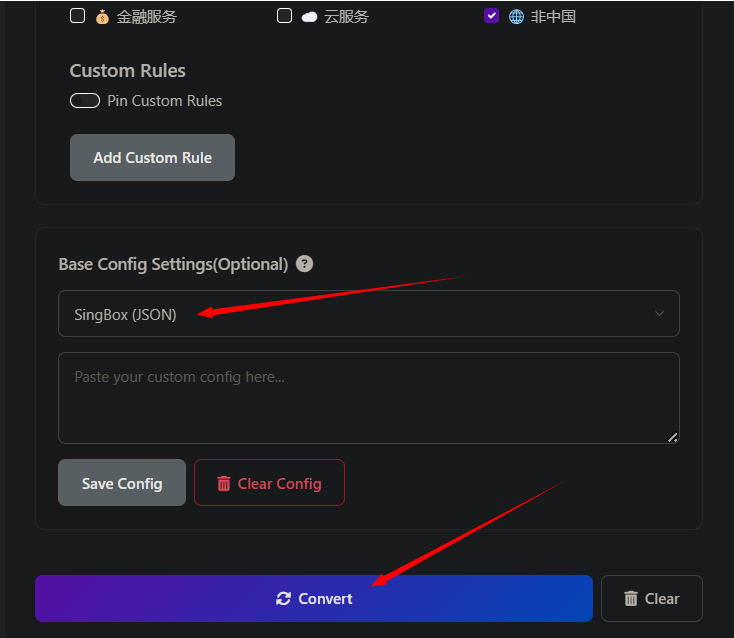 金融服务
云服务
非中国
Custom Rules
Pin Custom Rules
Add Custom Rule
Base Config Settings(Optional) ?
SingBox (JSON)
Paste your custom config here...
Save Config
Clear Config
Convert
Clear